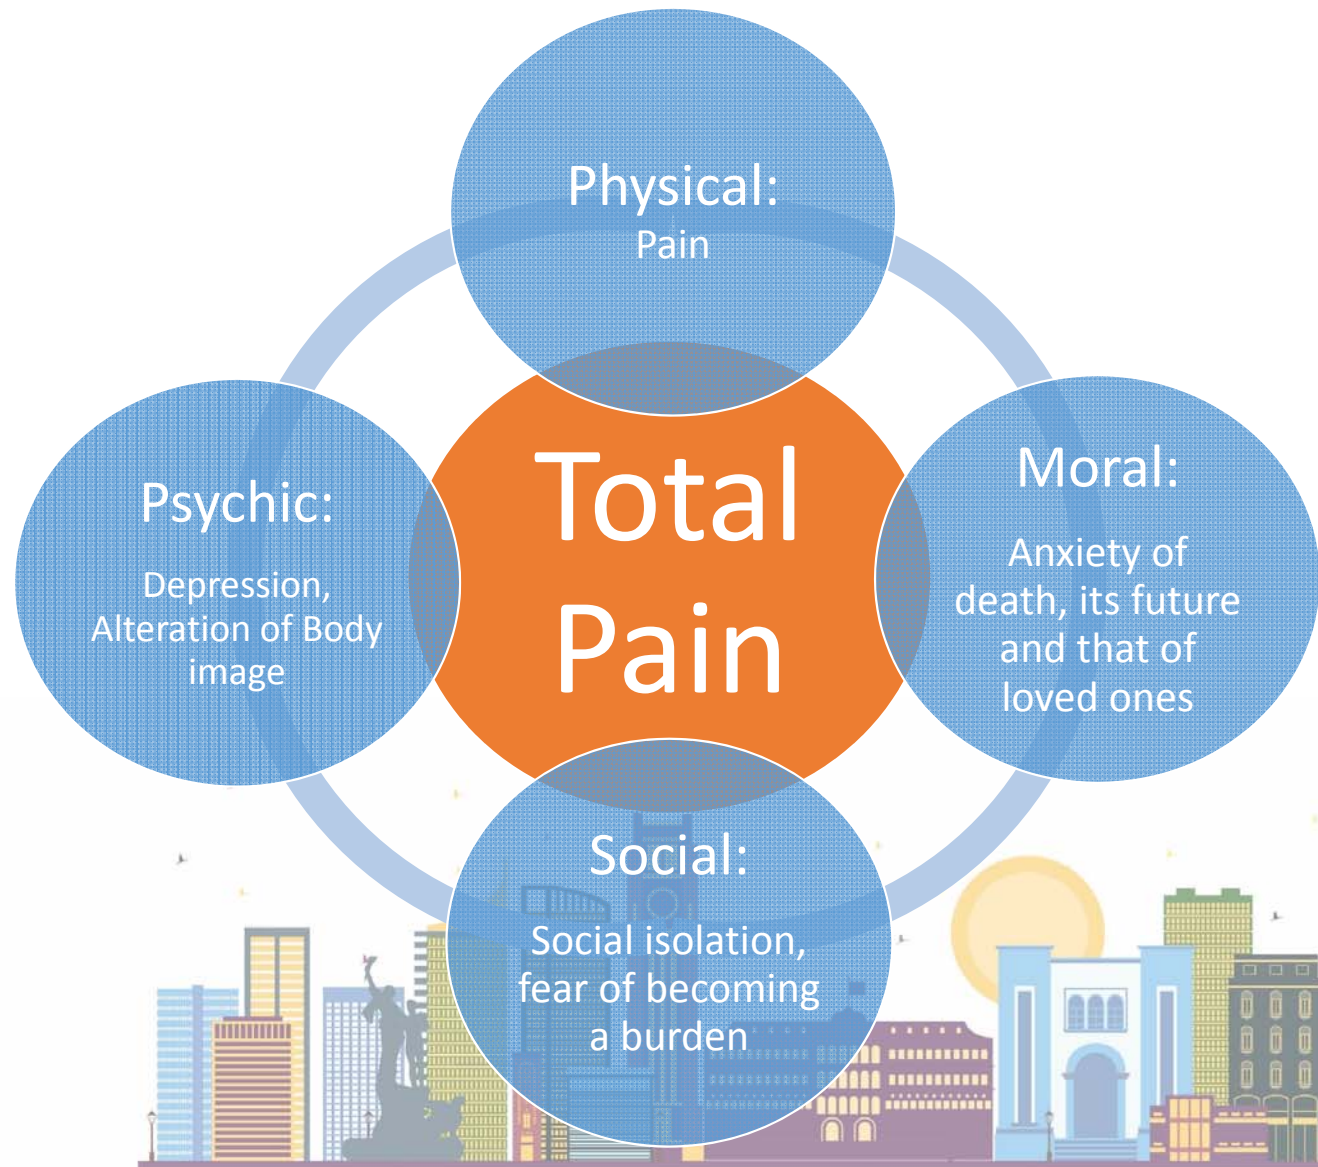 Physical:
Pain
Total
Pain
Moral:
Anxiety of
death, its future
and that of
loved ones
Social:
Social isolation,
fear of becoming
a burden
Psychic:
Depression,
Alteration of Body
image